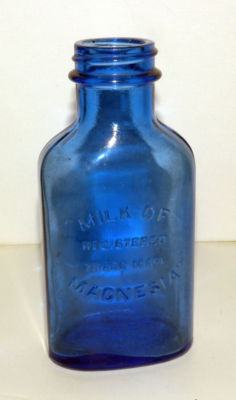 MILK OF
REGISTERED
TRADE MARK
MAGNESIA